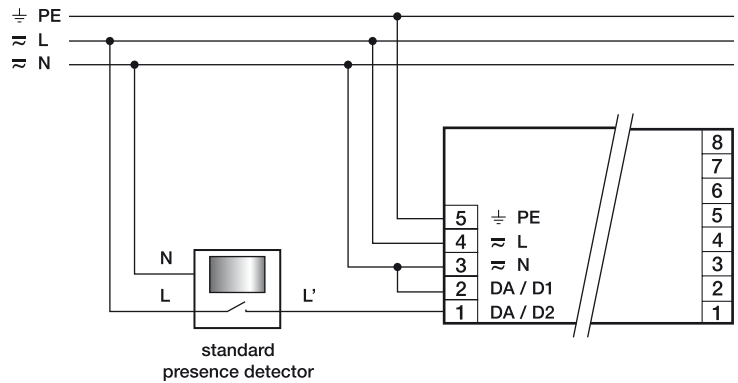 ⏚ PE
≂ L
≂ N
8
7
6
5
4
3
2
1
5 ⏚ PE
4 ≂ L
3 ≂ N
2 DA / D1
1 DA / D2
N
L
L'
standard
presence detector